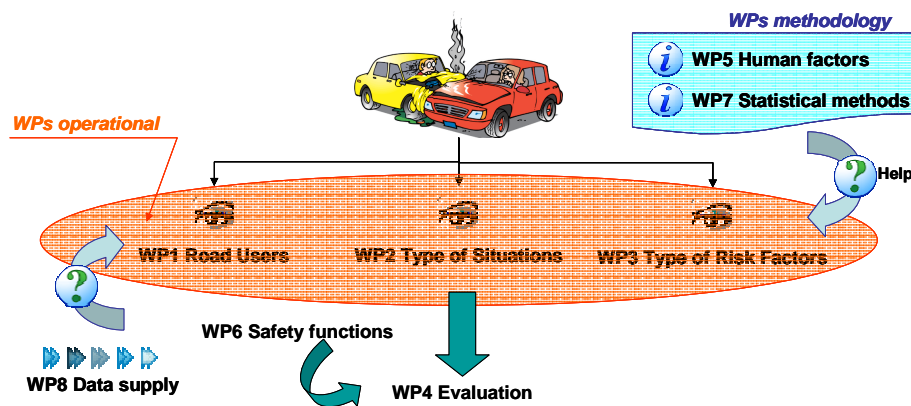 WPs methodology
i WP5 Human factors
i WP7 Statistical methods
WPs operational
? Help
WP1 Road Users
WP2 Type of Situations
WP3 Type of Risk Factors
?
WP6 Safety functions
WP8 Data supply
WP4 Evaluation